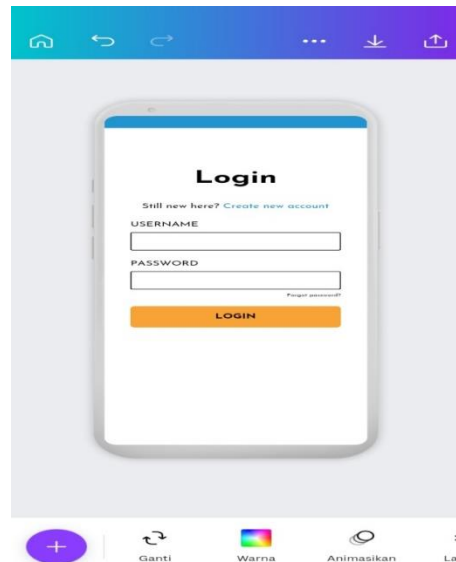 Login
Still new here? Create new account
USERNAME
PASSWORD
Forgot password?
LOGIN
Ganti
Warna
Animasikan